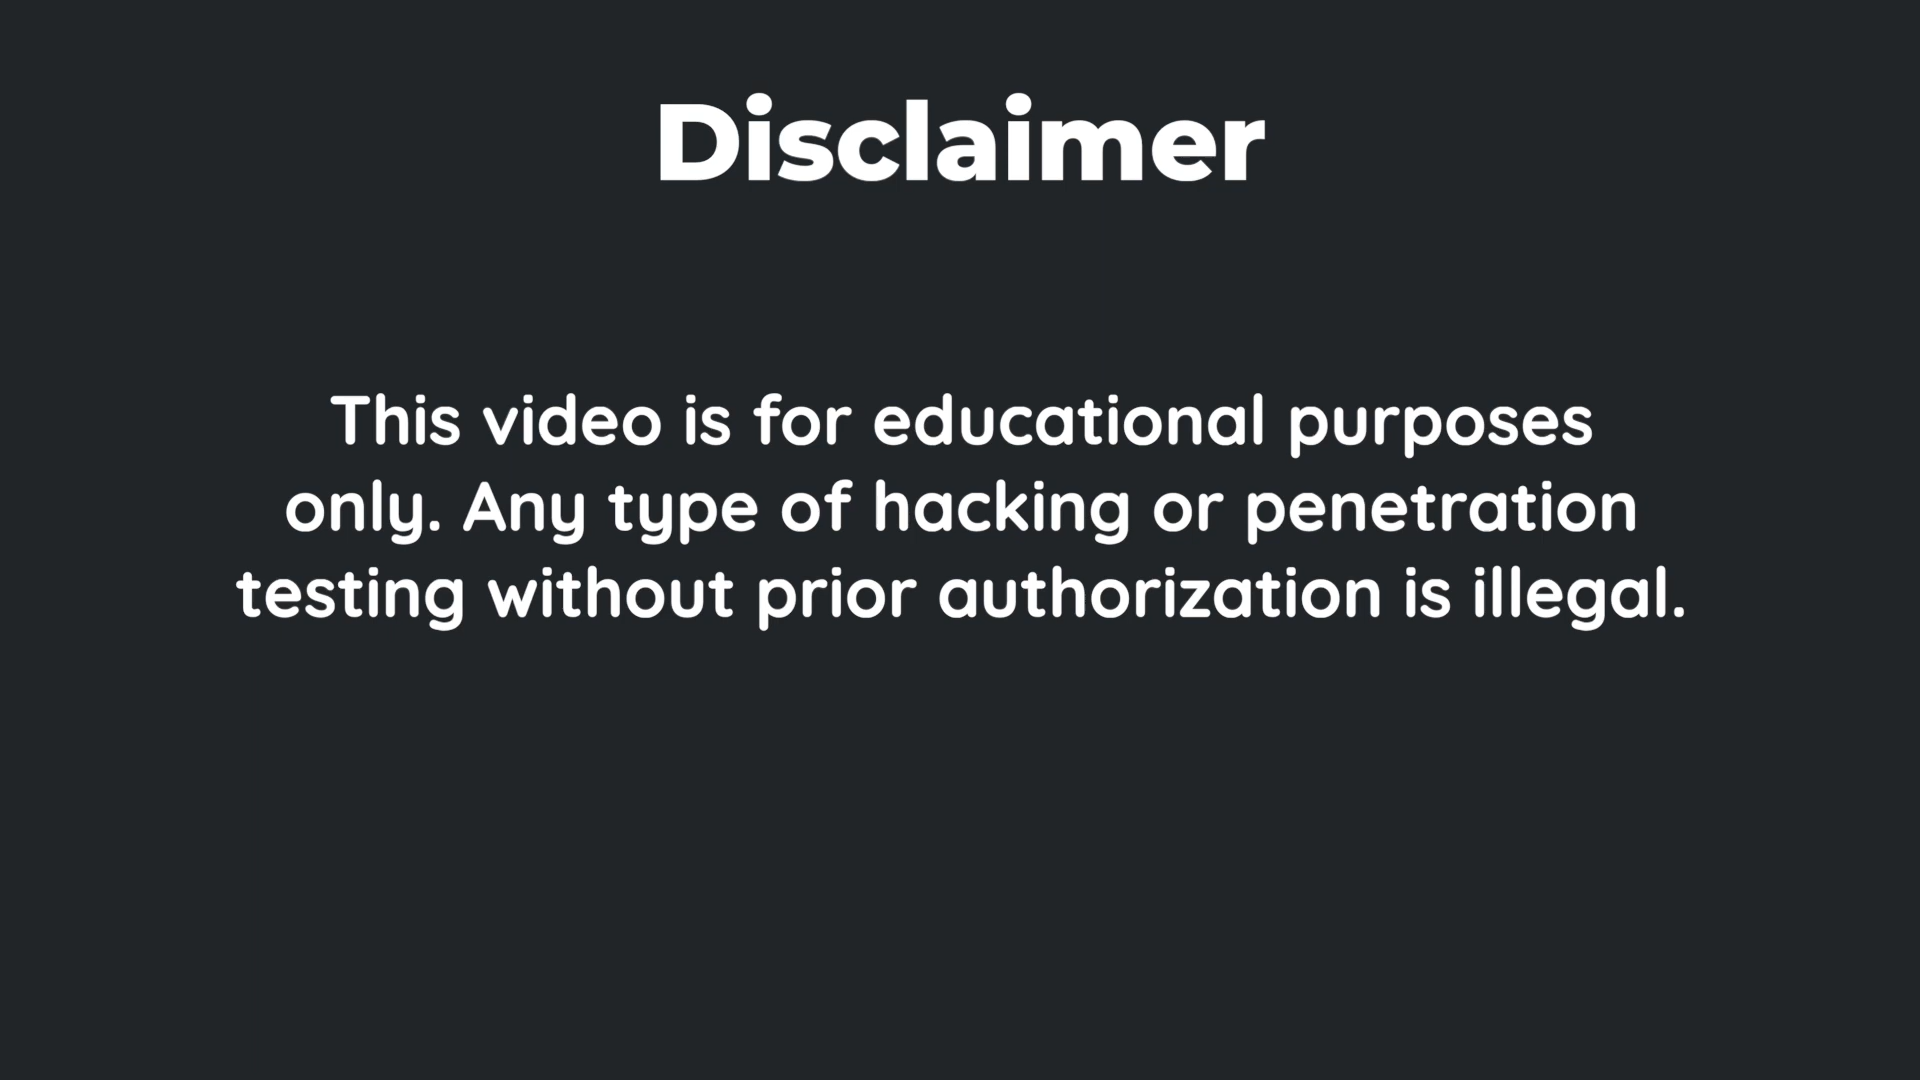 Disclaimer
This video is for educational purposes
only. Any type of hacking or penetration
testing without prior authorization is illegal.